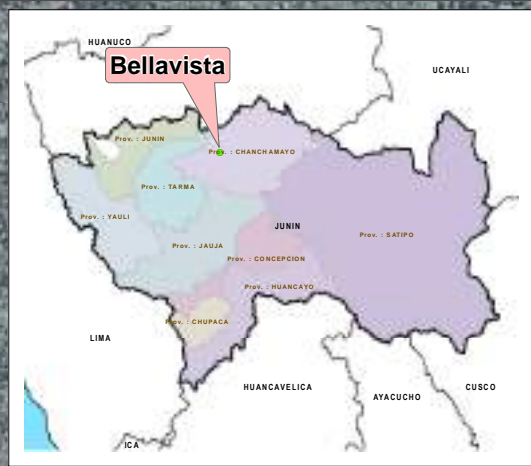 HUANUCO
Bellavista
UCAYALI
Prov. : JUNIN
Prov. : CHANCHAMAYO
Prov. : TARMA
Prov. : YAULI
JUNIN
Prov. : SATIPO
Prov. : JAUJA
Prov. : CONCEPCION
Prov. : HUANCAYO
Prov. : CHUPACA
LIMA
HUANCAVELICA
CUSCO
AYACUCHO
ICA